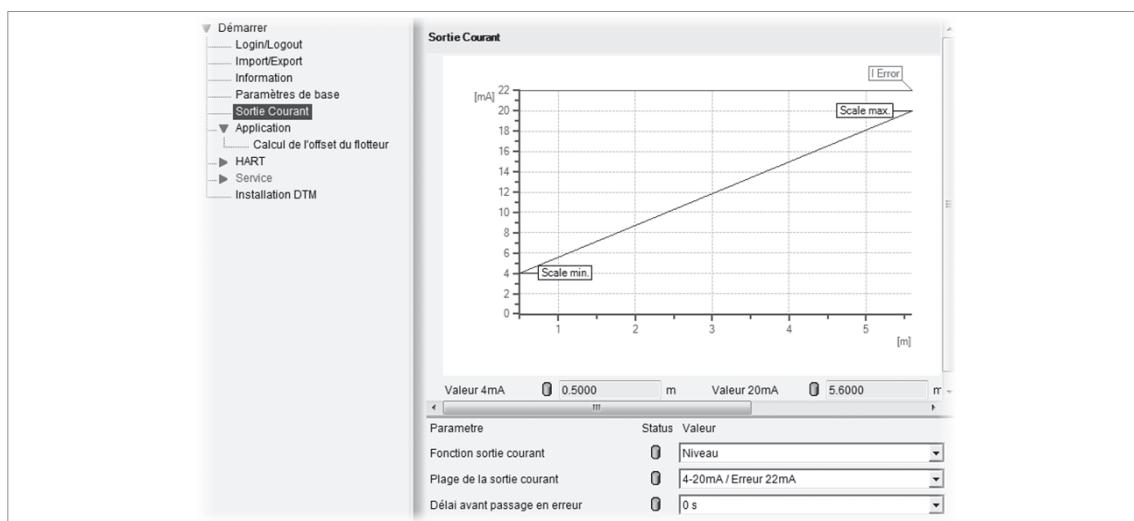 Démarrer
Login/Logout
Import/Export
Information
Paramètres de base
Sortie Courant
Application
Calcul de l'offset du flotteur
HART
Service
Installation DTM
Sortie Courant
I Error
[mA]
22
20
18
16
14
12
10
8
6
4
2
0
Scale max.
Scale min.
1 2 3 4 5
[m]
Valeur 4mA 0.5000 m Valeur 20mA 5.6000 m
Parametre Status Valeur
Fonction sortie courant Niveau
Plage de la sortie courant 4-20mA / Erreur 22mA
Délai avant passage en erreur 0 s